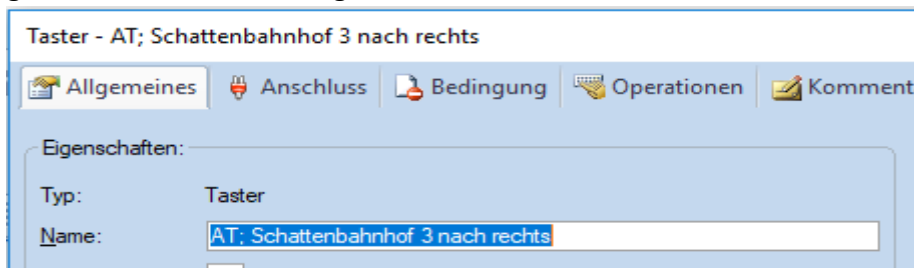 Taster - AT; Schattenbahnhof 3 nach rechts
Allgemeines Anschluss Bedingung Operationen Komment
Eigenschaften:
Typ: Taster
Name: AT; Schattenbahnhof 3 nach rechts